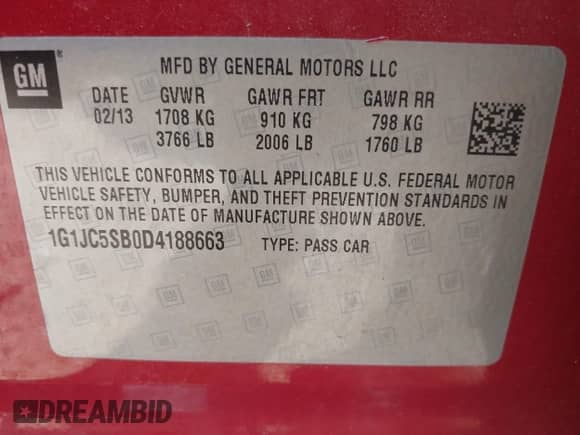 GM
®
MFD BY GENERAL MOTORS LLC
DATE GVWR GAWR FRT GAWR RR
02/13 1708 KG 910 KG 798 KG
3766 LB 2006 LB 1760 LB
THIS VEHICLE CONFORMS TO ALL APPLICABLE U.S. FEDERAL MOTOR
VEHICLE SAFETY, BUMPER, AND THEFT PREVENTION STANDARDS IN
EFFECT ON THE DATE OF MANUFACTURE SHOWN ABOVE.
1G1JC5SB0D4188663 TYPE: PASS CAR
DREAMBID